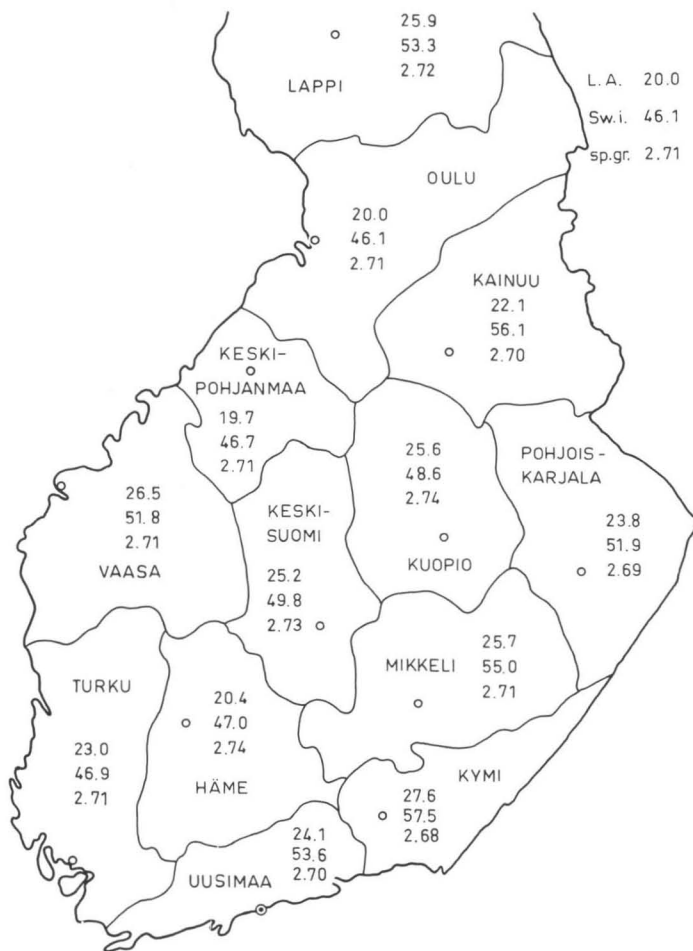 25.9
53.3
2.72
LAPPI
L.A. 20.0
Sw.i. 46.1
sp.gr. 2.71
OULU
20.0
46.1
2.71
KAINUU
22.1
56.1
2.70
KESKI-
POHJANMAA
19.7
46.7
2.71
25.6
48.6
2.74
KUOPIO
POHJOIS-
KARJALA
23.8
51.9
2.69
26.5
51.8
2.71
VAASA
KESKI-
SUOMI
25.2
49.8
2.73
25.7
MIKKELI 55.0
2.71
TURKU
23.0
46.9
2.71
20.4
47.0
2.74
HÄME
KYMI
27.6
57.5
2.68
24.1
53.6
UUSIMAA 2.70